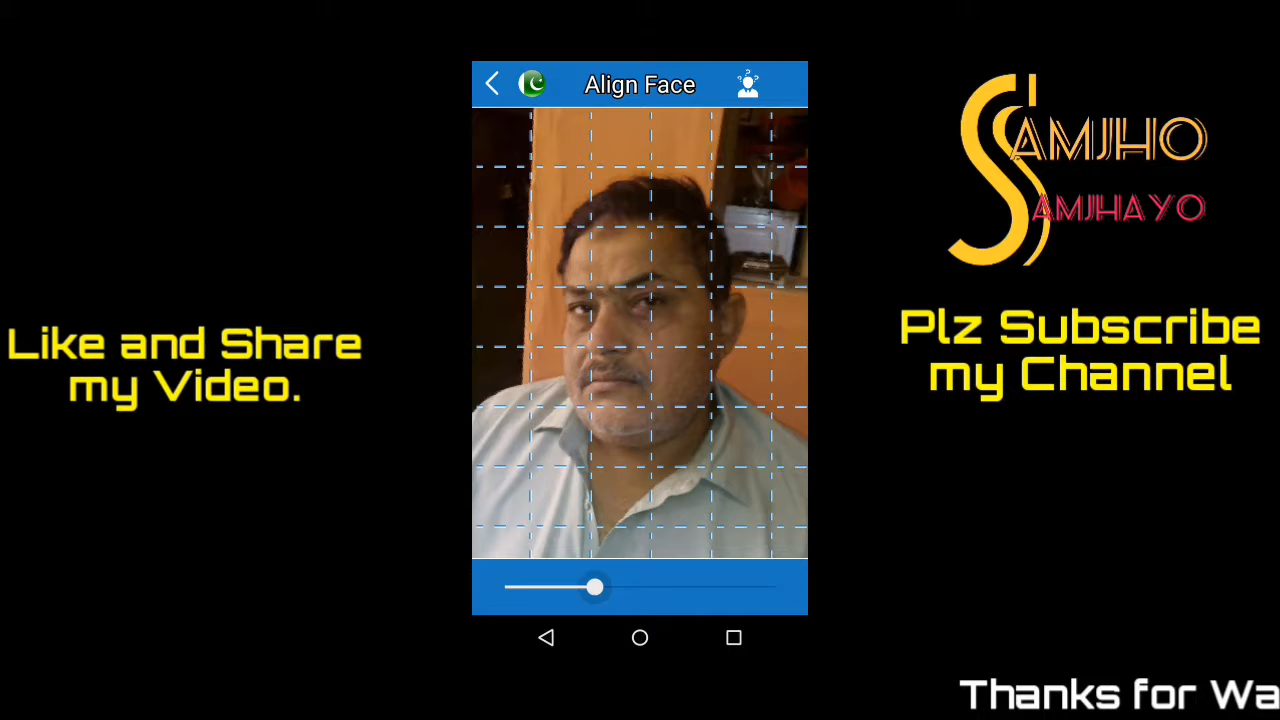 Align Face
SAMJHO
SAMJHAYO
Like and Share
my Video.
Plz Subscribe
my Channel
Thanks for Wa